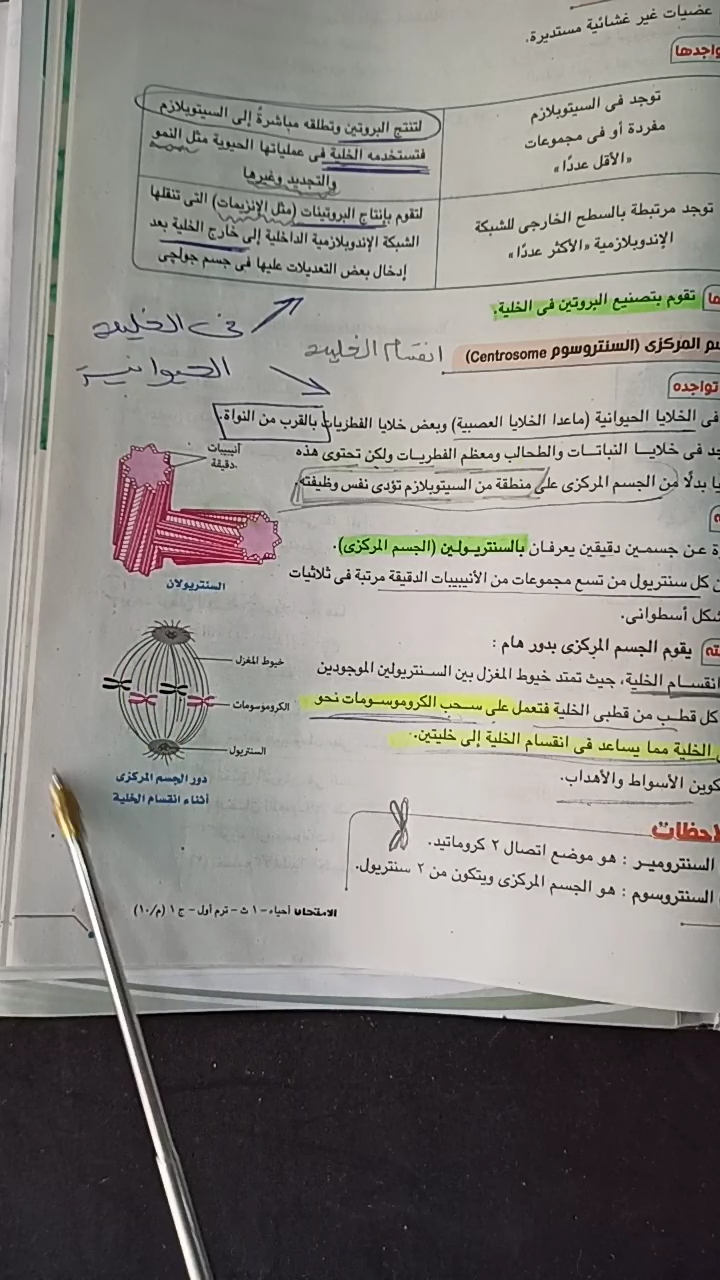 عضيات غير غشائية مستديرة.
واجدها
توجد فى السيتوبلازم
مفردة أو فى مجموعات
«الأقل عددًا»
لتنتج البروتين وتطلقه مباشرةً إلى السيتوبلازم
فتستخدمه الخلية فى عملياتها الحيوية مثل النمو
والتجديد وغيرها
توجد مرتبطة بالسطح الخارجى للشبكة
الإندوبلازمية «الأكثر عددًا»
لتقوم بإنتاج البروتينات (مثل الإنزيمات) التى تنقلها
الشبكة الإندوبلازمية الداخلية إلى خارج الخلية بعد
إدخال بعض التعديلات عليها فى جسم جولچى
تقوم بتصنيع البروتين فى الخلية.
فى الخلية
الحيوانية
انقسام الخلية
م المركزى (السنتروسوم Centrosome)
تواجده
فى الخلايا الحيوانية (ماعدا الخلايا العصبية) وبعض خلايا الفطريات بالقرب من النواة.
جد فى خلايا النباتات والطحالب ومعظم الفطريات ولكن تحتوى هذه
ا بدلًا من الجسم المركزى على منطقة من السيتوبلازم تؤدى نفس وظيفته.
ة عن جسمين دقيقين يعرفان بالسنتريولين (الجسم المركزى).
ن كل سنتريول من تسع مجموعات من الأنيبيبات الدقيقة مرتبة فى ثلاثيات
شكل أسطوانى.
أنيبيبات
دقيقة
السنتريولان
يقوم الجسم المركزى بدور هام :
انقسام الخلية، حيث تمتد خيوط المغزل بين السنتريولين الموجودين
كل قطب من قطبى الخلية فتعمل على سحب الكروموسومات نحو
الخلية مما يساعد فى انقسام الخلية إلى خليتين.
كوين الأسواط والأهداب.
خيوط المغزل
الكروموسومات
السنتريول
دور الجسم المركزى
أثناء انقسام الخلية
لاحظات
السنترومير : هو موضع اتصال ٢ كروماتيد.
السنتروسوم : هو الجسم المركزى ويتكون من ٢ سنتريول.
الامتحان أحياء - ١ ث - ترم أول - ج ١ (م/١٠)